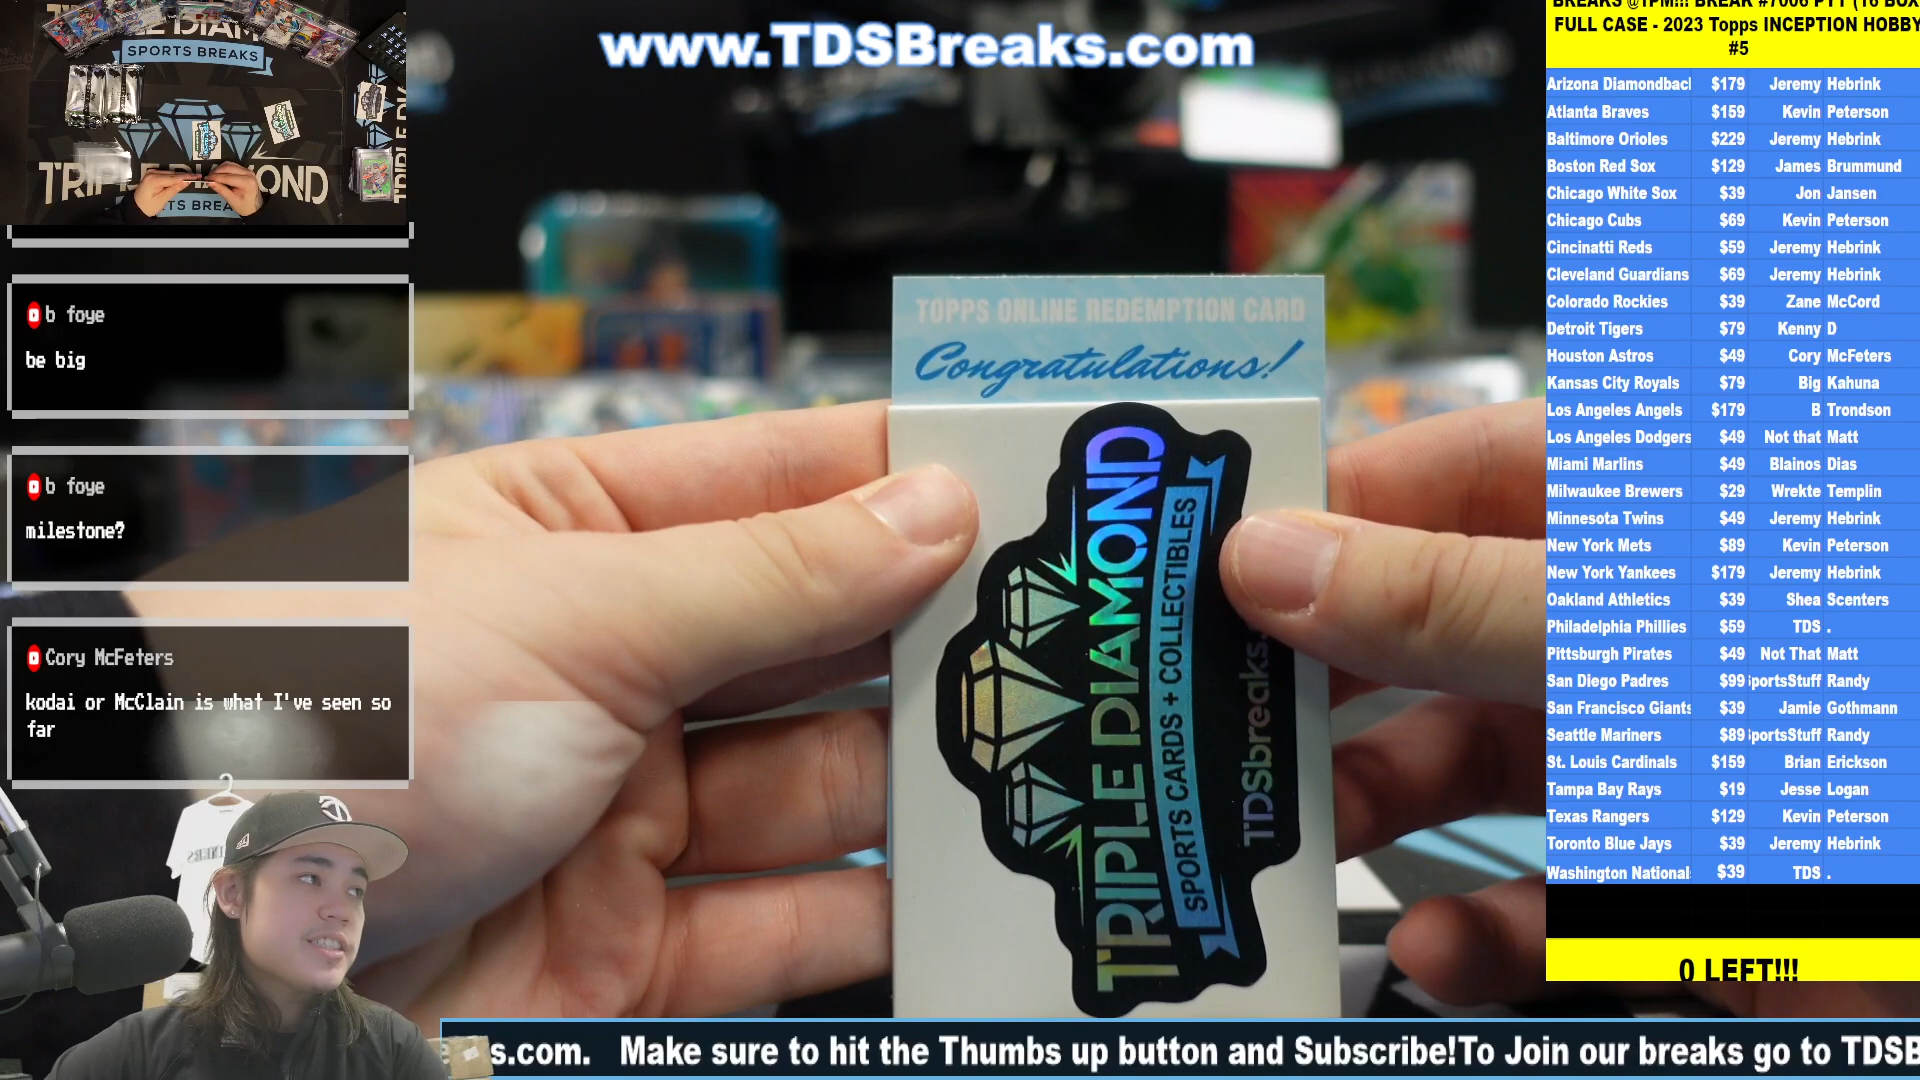 SPORTS BREAKS
TRIPLE DIAMOND
www.TDSBreaks.com
b foye
be big
b foye
milestone?
Cory McFeters
kodai or McClain is what I've seen so
far
TOPPS ONLINE REDEMPTION CARD
Congratulations!
TRIPLE DIAMOND
SPORTS CARDS + COLLECTIBLES
TDSbreaks.
FULL CASE - 2023 Topps INCEPTION HOBBY
#5
Arizona Diamondbacl $179 Jeremy Hebrink
Atlanta Braves $159 Kevin Peterson
Baltimore Orioles $229 Jeremy Hebrink
Boston Red Sox $129 James Brummund
Chicago White Sox $39 Jon Jansen
Chicago Cubs $69 Kevin Peterson
Cincinatti Reds $59 Jeremy Hebrink
Cleveland Guardians $69 Jeremy Hebrink
Colorado Rockies $39 Zane McCord
Detroit Tigers $79 Kenny D
Houston Astros $49 Cory McFeters
Kansas City Royals $79 Big Kahuna
Los Angeles Angels $179 B Trondson
Los Angeles Dodgers $49 Not that Matt
Miami Marlins $49 Blainos Dias
Milwaukee Brewers $29 Wrekte Templin
Minnesota Twins $49 Jeremy Hebrink
New York Mets $89 Kevin Peterson
New York Yankees $179 Jeremy Hebrink
Oakland Athletics $39 Shea Scenters
Philadelphia Phillies $59 TDS .
Pittsburgh Pirates $49 Not That Matt
San Diego Padres $99 portsStuff Randy
San Francisco Giants $39 Jamie Gothmann
Seattle Mariners $89 portsStuff Randy
St. Louis Cardinals $159 Brian Erickson
Tampa Bay Rays $19 Jesse Logan
Texas Rangers $129 Kevin Peterson
Toronto Blue Jays $39 Jeremy Hebrink
Washington National $39 TDS .
0 LEFT!!!
s.com. Make sure to hit the Thumbs up button and Subscribe!To Join our breaks go to TDSB